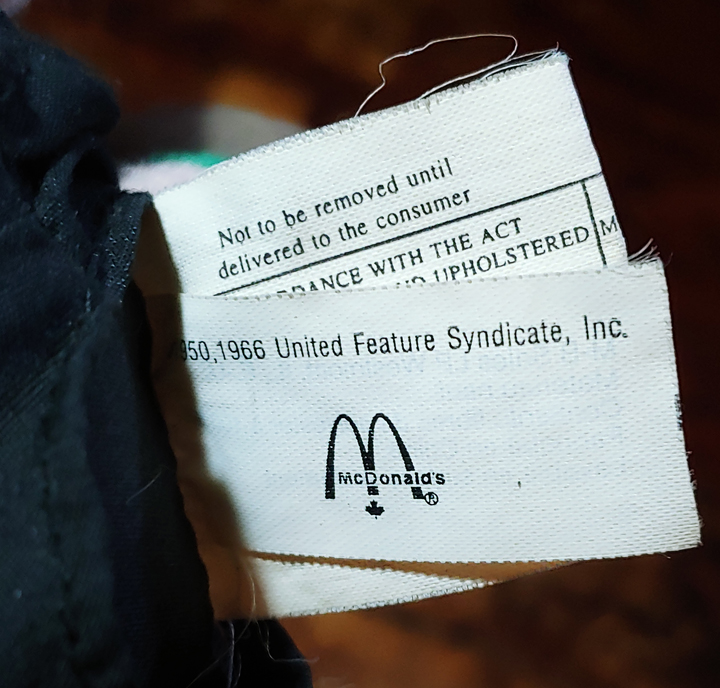 Not to be removed until
delivered to the consumer
DANCE WITH THE ACT
UPHOLSTERED
M
1966 United Feature Syndicate, Inc.
McDonald's
®